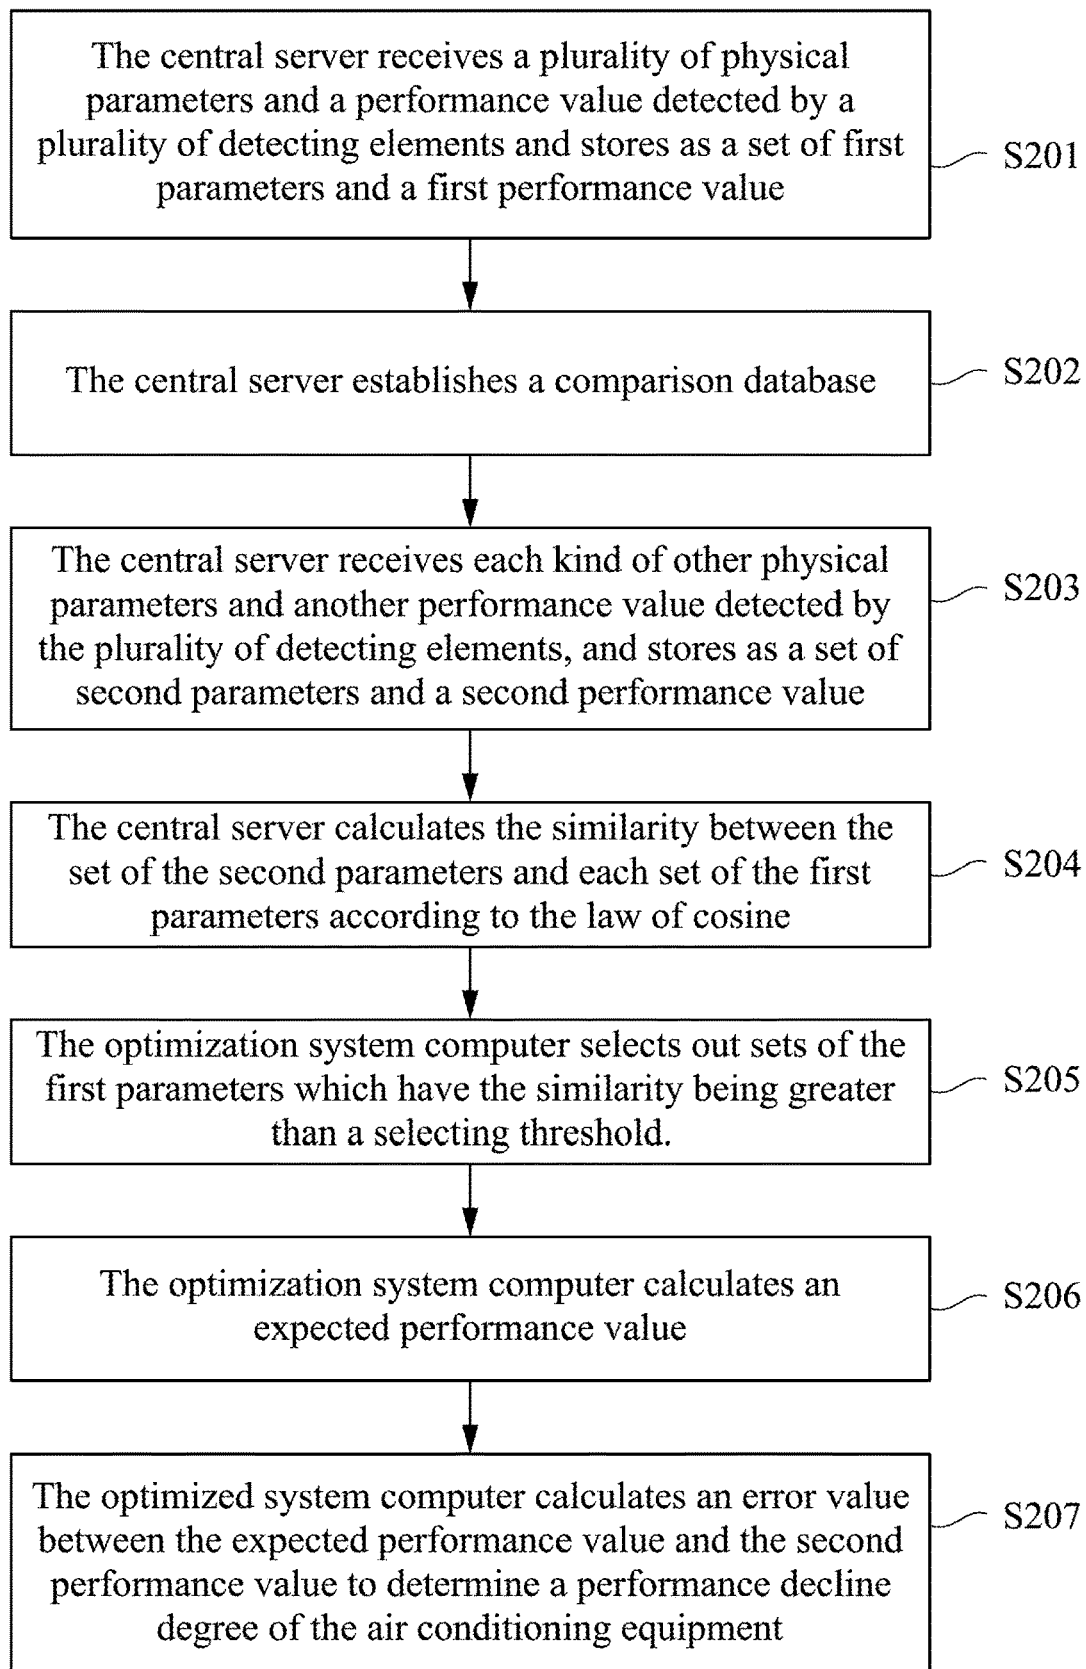 The central server receives a plurality of physical
parameters and a performance value detected by a
plurality of detecting elements and stores as a set of first
parameters and a first performance value
S201
The central server establishes a comparison database
S202
The central server receives each kind of other physical
parameters and another performance value detected by
the plurality of detecting elements, and stores as a set of
second parameters and a second performance value
S203
The central server calculates the similarity between the
set of the second parameters and each set of the first
parameters according to the law of cosine
S204
The optimization system computer selects out sets of the
first parameters which have the similarity being greater
than a selecting threshold.
S205
The optimization system computer calculates an
expected performance value
S206
The optimized system computer calculates an error value
between the expected performance value and the second
performance value to determine a performance decline
degree of the air conditioning equipment
S207